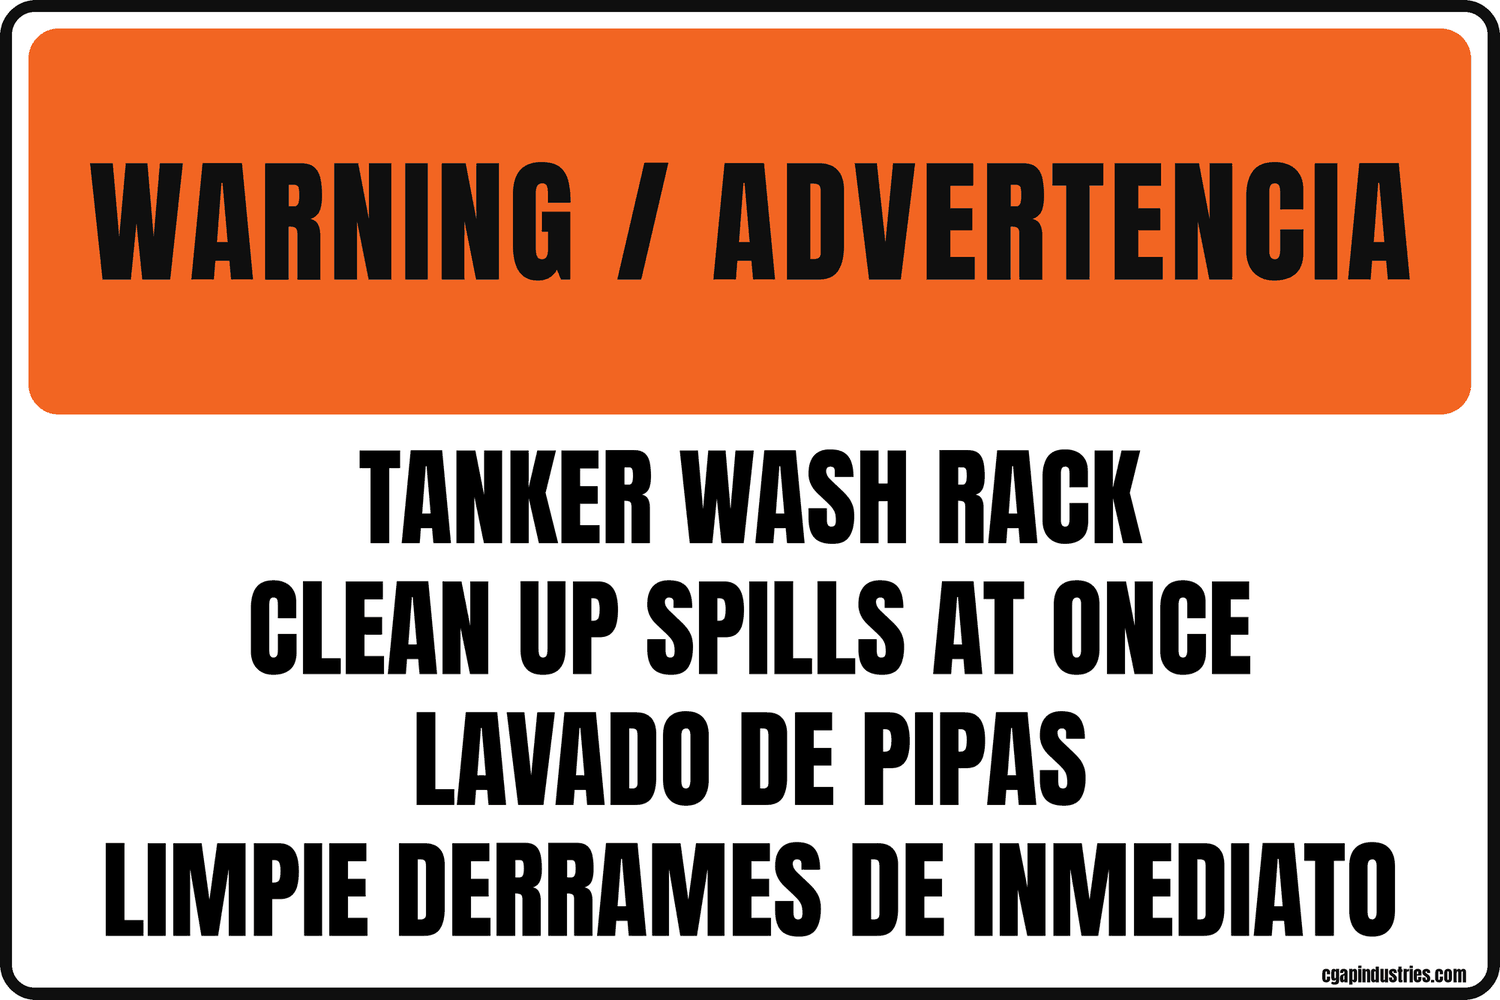 WARNING / ADVERTENCIA
TANKER WASH RACK
CLEAN UP SPILLS AT ONCE
LAVADO DE PIPAS
LIMPIE DERRAMES DE INMEDIATO
cgapindustries.com